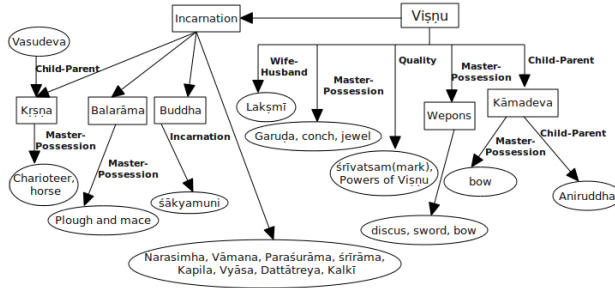 Incarnation
Viṣṇu
Vasudeva
Child-Parent
Wife-
Husband
Master-
Possession
Quality
Master-
Possession
Child-Parent
Kṛṣṇa
Balarāma
Buddha
Lakṣmī
Garuḍa, conch, jewel
Wepons
Kāmadeva
Master-
Possession
Master-
Possession
Incarnation
Master-
Possession
Child-Parent
Charioteer,
horse
Plough and mace
śākyamuni
śrīvatsam(mark),
Powers of Viṣṇu
bow
Aniruddha
discus, sword, bow
Narasimha, Vāmana, Paraśurāma, śrīrāma,
Kapila, Vyāsa, Dattātreya, Kalkī